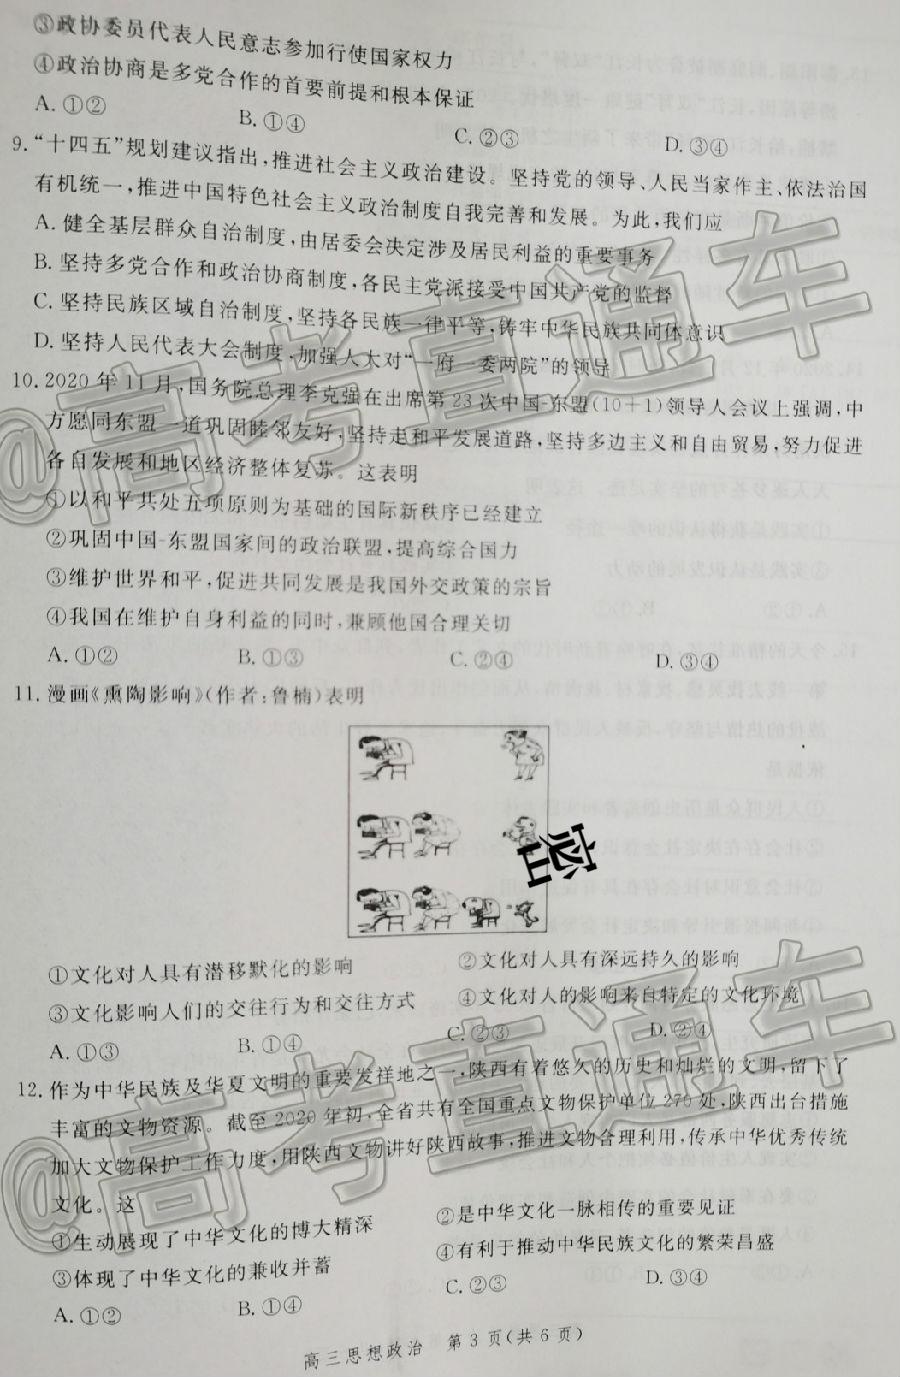 ③政协委员代表人民意志参加行使国家权力
④政治协商是多党合作的首要前提和根本保证
A. ①② B. ①④ C. ②③ D. ③④
9. “十四五”规划建议指出，推进社会主义政治建设。坚持党的领导、人民当家作主、依法治国
有机统一，推进中国特色社会主义政治制度自我完善和发展。为此，我们应
A. 健全基层群众自治制度，由居委会决定涉及居民利益的重要事务
B. 坚持多党合作和政治协商制度，各民主党派接受中国共产党的监督
C. 坚持民族区域自治制度，坚持各民族一律平等，铸牢中华民族共同体意识
D. 坚持人民代表大会制度，加强人大对“一府一委两院”的领导
10. 2020年11月，国务院总理李克强在出席第23次中国-东盟(10+1)领导人会议上强调，中
方愿同东盟一道巩固睦邻友好，坚持走和平发展道路，坚持多边主义和自由贸易，努力促进
各自发展和地区经济整体复苏。这表明
①以和平共处五项原则为基础的国际新秩序已经建立
②巩固中国-东盟国家间的政治联盟，提高综合国力
③维护世界和平，促进共同发展是我国外交政策的宗旨
④我国在维护自身利益的同时，兼顾他国合理关切
A. ①② B. ①③ C. ②④ D. ③④
11. 漫画《熏陶影响》(作者：鲁楠)表明
密
①文化对人具有潜移默化的影响 ②文化对人具有深远持久的影响
③文化影响人们的交往行为和交往方式 ④文化对人的影响来自特定的文化环境
A. ①③ B. ①④ C. ②③ D. ②④
12. 作为中华民族及华夏文明的重要发祥地之一，陕西有着悠久的历史和灿烂的文明，留下了
丰富的文物资源。截至2020年初，全省共有全国重点文物保护单位270处，陕西出台措施
加大文物保护工作力度，用陕西文物讲好陕西故事，推进文物合理利用，传承中华优秀传统
文化。这
①生动展现了中华文化的博大精深 ②是中华文化一脉相传的重要见证
③体现了中华文化的兼收并蓄 ④有利于推动中华民族文化的繁荣昌盛
A. ①② B. ①④ C. ②③ D. ③④
高三思想政治 第3页(共6页)
@高考直通车
@高考直通车